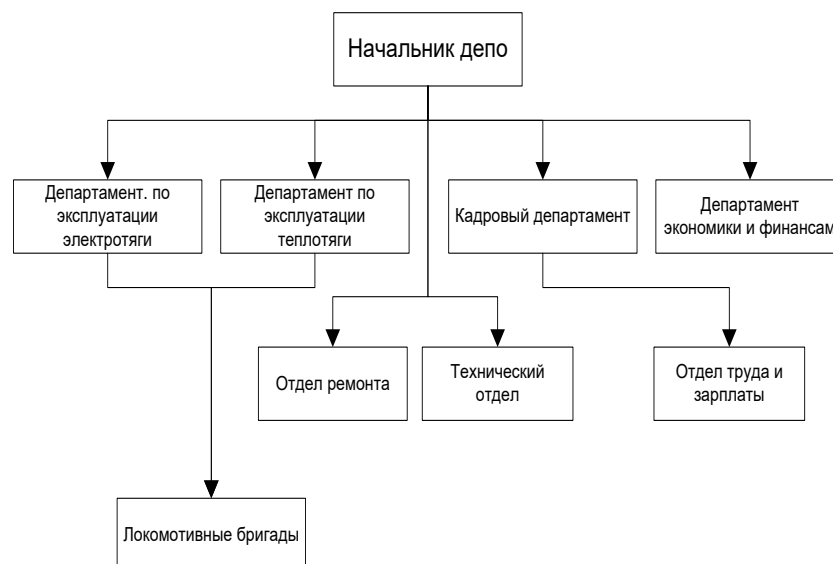 Начальник депо
Департамент. по
эксплуатации
электротяги
Департамент по
эксплуатации
теплотяги
Кадровый департамент
Департамент
экономики и финансам
Отдел ремонта
Технический
отдел
Отдел труда и
зарплаты
Локомотивные бригады